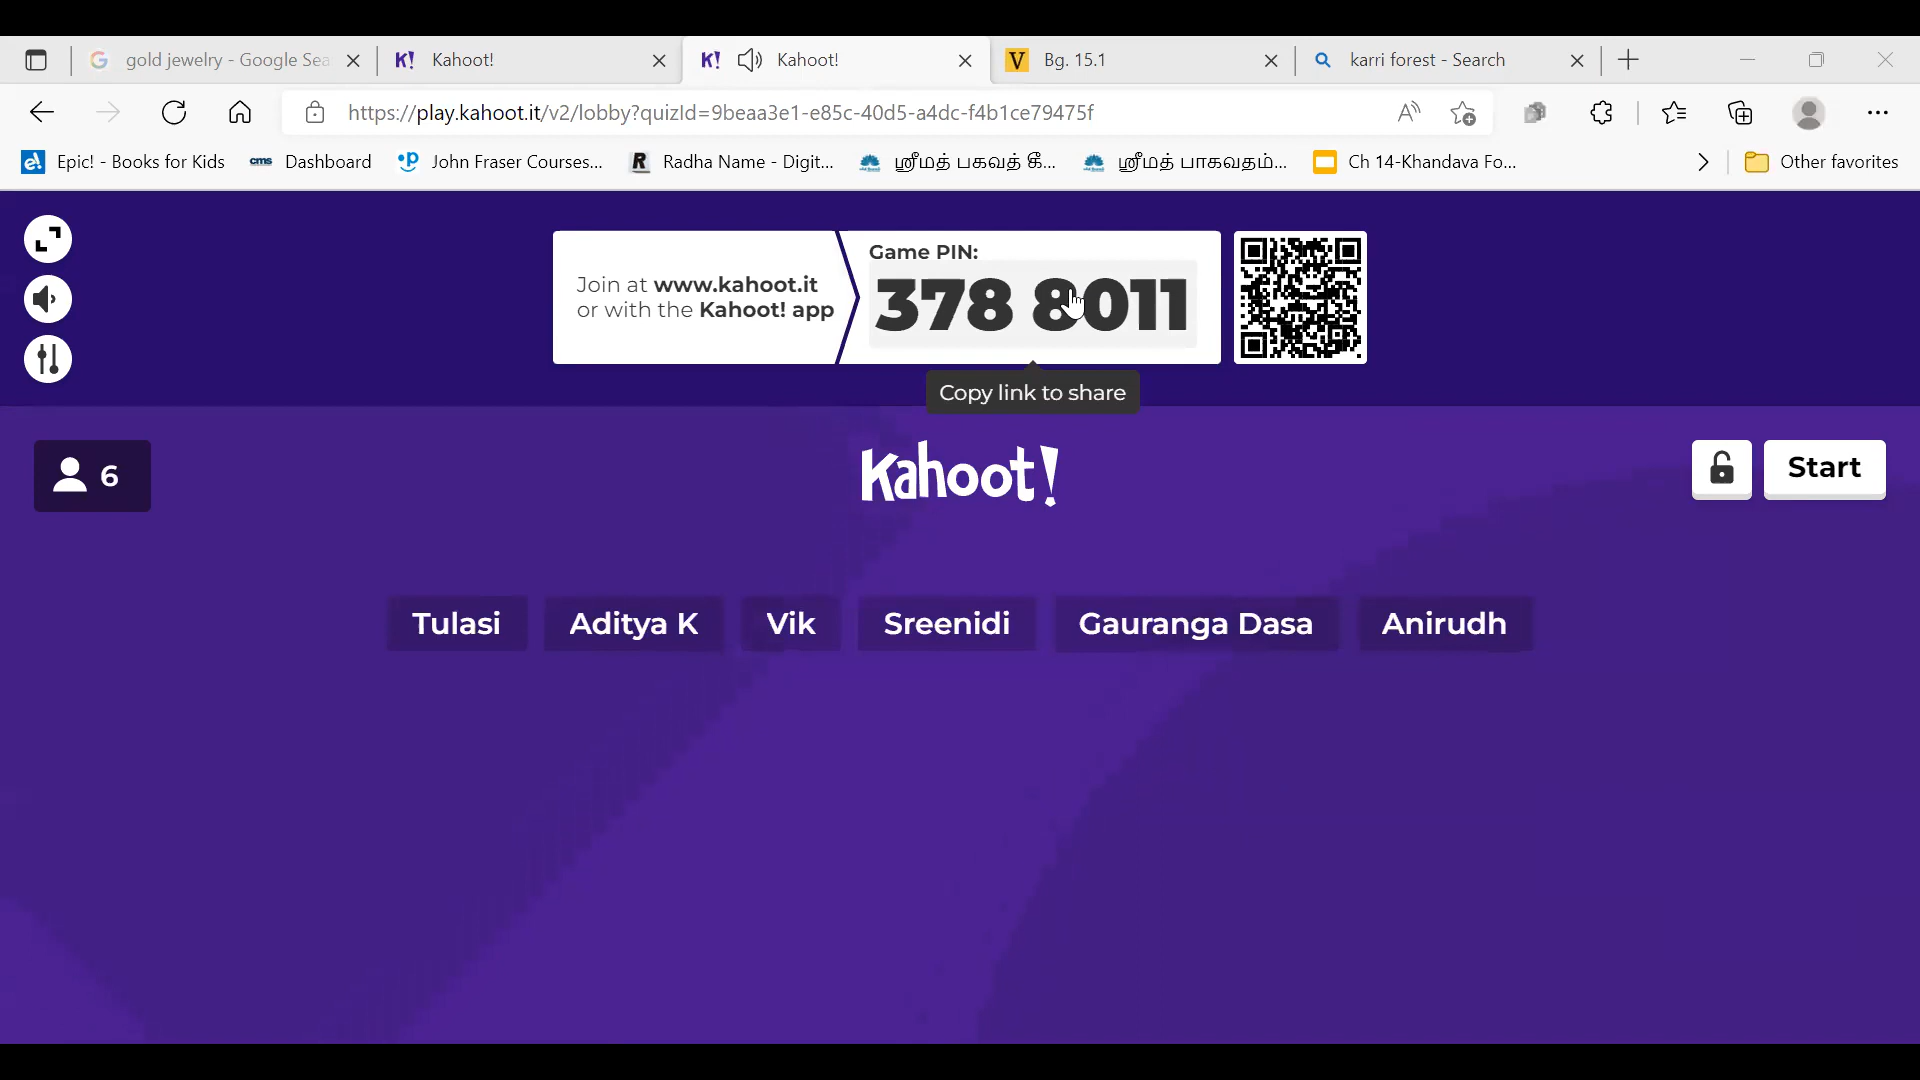 gold jewelry - Google Sea
Kahoot!
Kahoot!
Bg. 15.1
karri forest - Search
https://play.kahoot.it/v2/lobby?quizId=9beaa3e1-e85c-40d5-a4dc-f4b1ce79475f
Epic! - Books for Kids
cms Dashboard
John Fraser Courses...
Radha Name - Digit...
ஸ்ரீமத் பகவத் கீ...
ஸ்ரீமத் பாகவதம்...
Ch 14-Khandava Fo...
Other favorites
Join at www.kahoot.it
or with the Kahoot! app
Game PIN:
378 8011
Copy link to share
6
Kahoot!
Start
Tulasi
Aditya K
Vik
Sreenidi
Gauranga Dasa
Anirudh